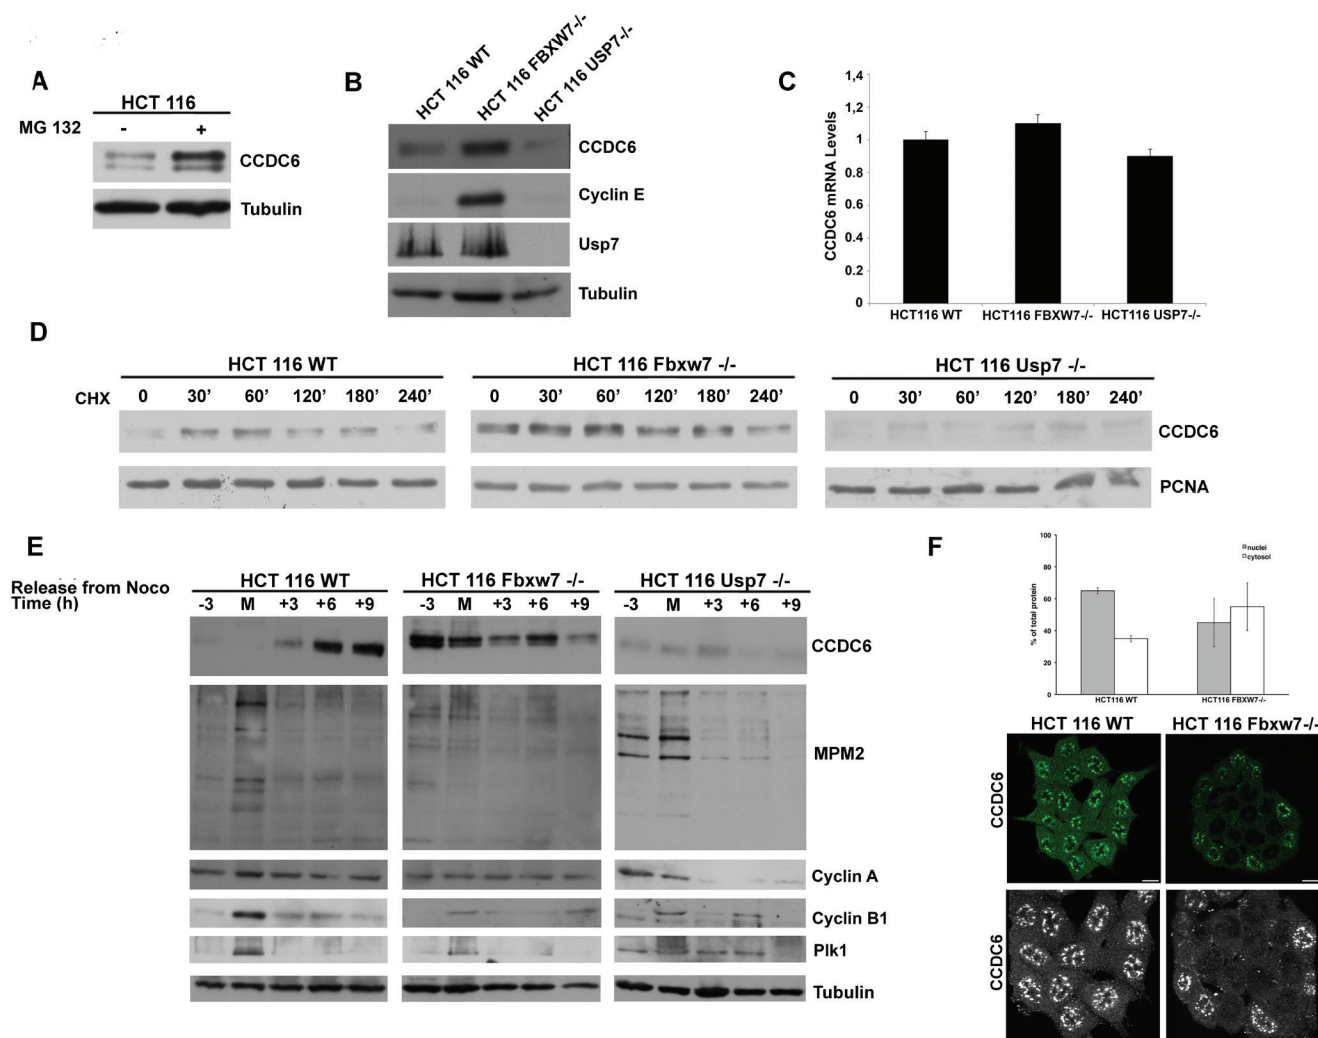 A
HCT 116
MG 132 - +
CCDC6
Tubulin
B
HCT 116 WT
HCT 116 FBXW7-/-
HCT 116 USP7-/-
CCDC6
Cyclin E
Usp7
Tubulin
C
CCDC6 mRNA Levels
1,4
1,2
1
0.8
0.6
0.4
0.2
0
HCT116 WT HCT116 FBXW7-/- HCT116 USP7-/-
D
HCT 116 WT HCT 116 Fbxw7 -/- HCT 116 Usp7 -/-
CHX 0 30’ 60’ 120’ 180’ 240’ 0 30’ 60’ 120’ 180’ 240’ 0 30’ 60’ 120’ 180’ 240’
CCDC6
PCNA
E
Release from Noco
Time (h)
HCT 116 WT HCT 116 Fbxw7 -/- HCT 116 Usp7 -/-
-3 M +3 +6 +9 -3 M +3 +6 +9 -3 M +3 +6 +9
CCDC6
MPM2
Cyclin A
Cyclin B1
Plk1
Tubulin
F
% of total protein
100
80
60
40
20
0
nuclei
cytosol
HCT116 WT HCT116 FBXW7-/-
HCT 116 WT HCT 116 Fbxw7-/-
CCDC6
CCDC6